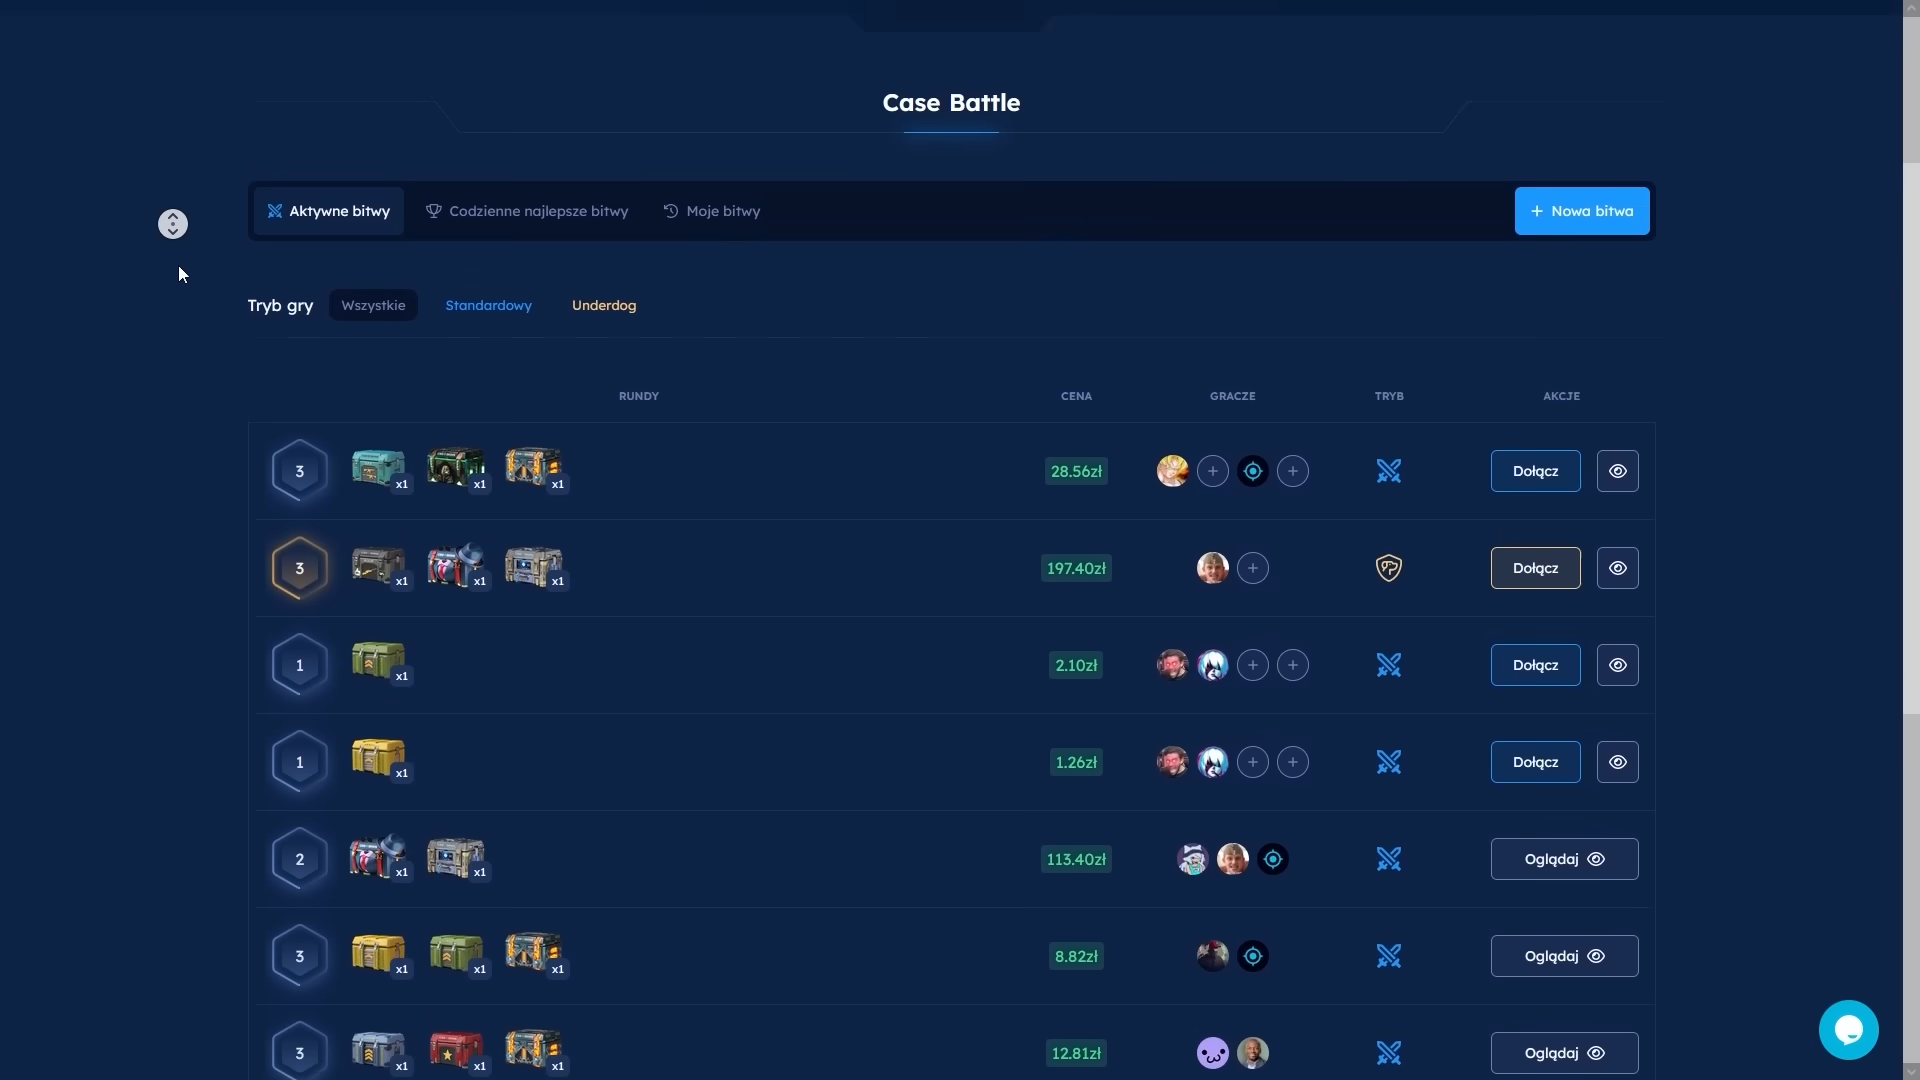 Case Battle
Aktywne bitwy
Codzienne najlepsze bitwy
Moje bitwy
+ Nowa bitwa
Tryb gry
Wszystkie
Standardowy
Underdog
RUNDY CENA GRACZE TRYB AKCJE
3 x1 x1 x1 28.56zł + + Dołącz
3 x1 x1 x1 197.40zł + Dołącz
1 x1 2.10zł + + Dołącz
1 x1 1.26zł + + Dołącz
2 x1 x1 113.40zł Oglądaj
3 x1 x1 x1 8.82zł Oglądaj
3 x1 x1 x1 12.81zł Oglądaj